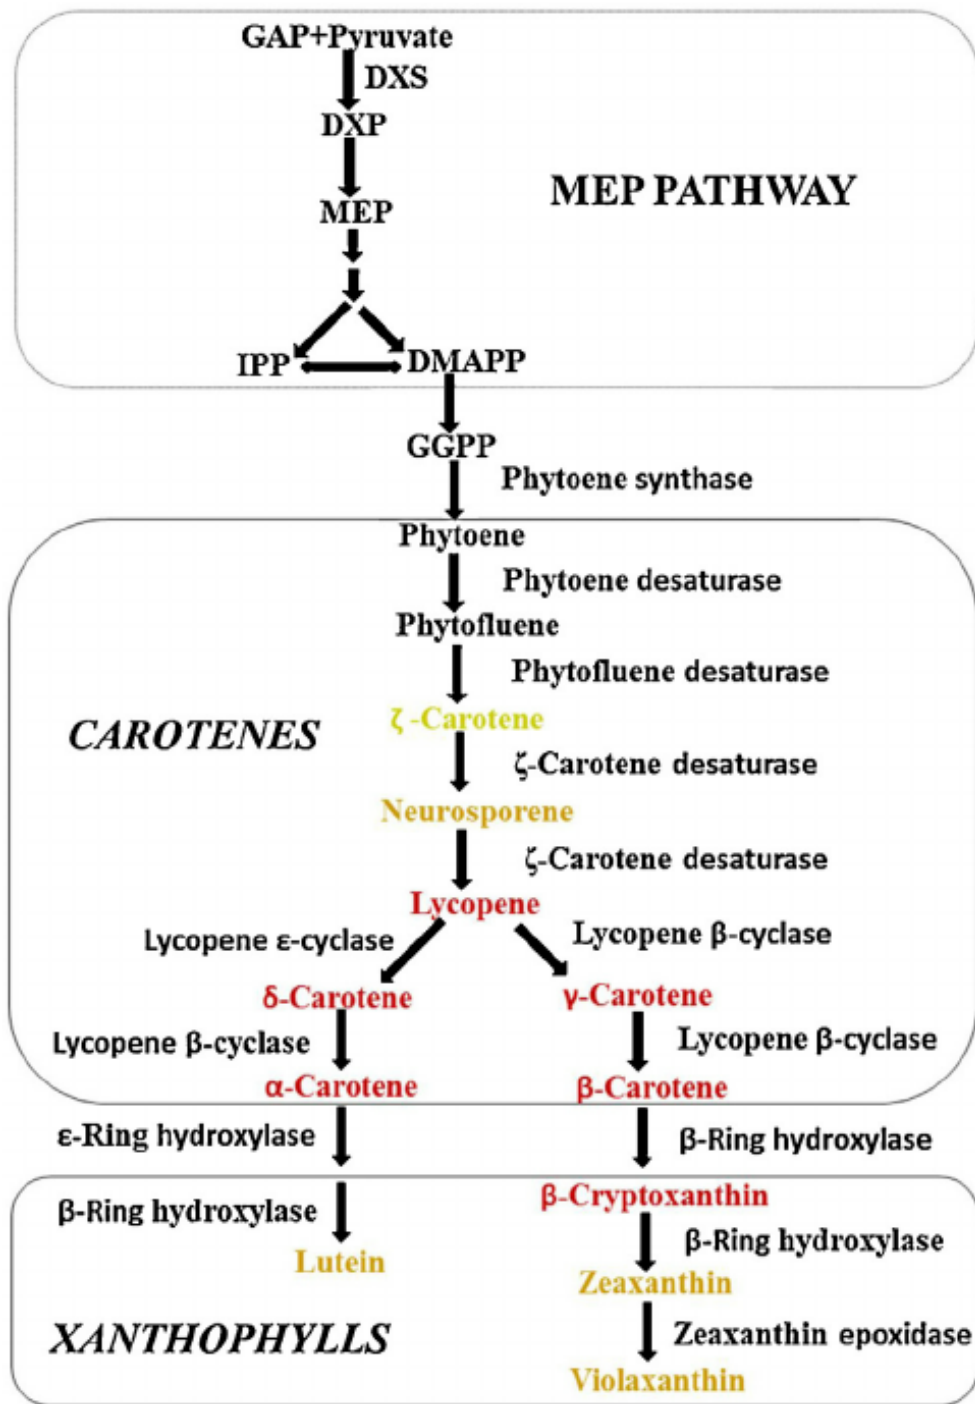 GAP+Pyruvate
DXS
DXP
MEP PATHWAY
MEP
IPP
DMAPP
GGPP
Phytoene synthase
Phytoene
Phytoene desaturase
Phytofluene
Phytofluene desaturase
ζ -Carotene
CAROTENES
ζ-Carotene desaturase
Neurosporene
ζ-Carotene desaturase
Lycopene
Lycopene ε-cyclase
Lycopene β-cyclase
δ-Carotene
γ-Carotene
Lycopene β-cyclase
Lycopene β-cyclase
α-Carotene
β-Carotene
ε-Ring hydroxylase
β-Ring hydroxylase
β-Ring hydroxylase
β-Cryptoxanthin
β-Ring hydroxylase
Lutein
Zeaxanthin
XANTHOPHYLLS
Zeaxanthin epoxidase
Violaxanthin